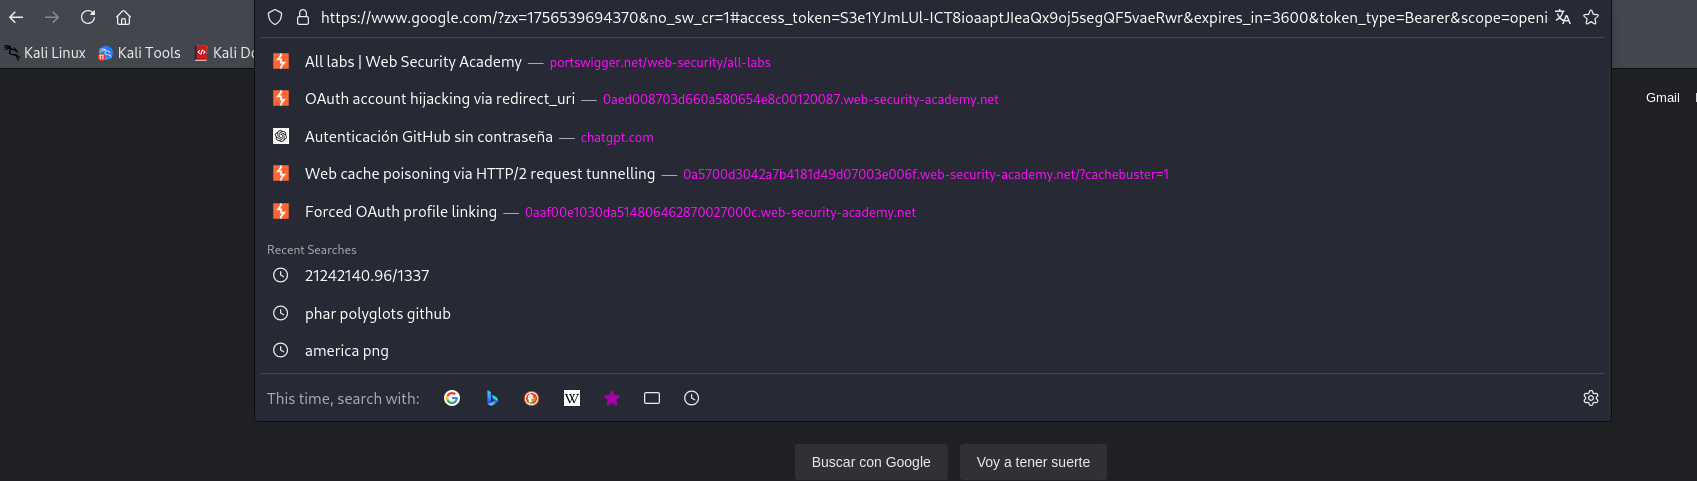 https://www.google.com/?zx=1756539694370&no_sw_cr=1#access_token=S3e1YJmLUl-ICT8ioaaptJIeaQx9oj5segQF5vaeRwr&expires_in=3600&token_type=Bearer&scope=openi
Kali Linux Kali Tools Kali Do
All labs | Web Security Academy — portswigger.net/web-security/all-labs
Gmail
OAuth account hijacking via redirect_uri — 0aed008703d660a580654e8c00120087.web-security-academy.net
Autenticación GitHub sin contraseña — chatgpt.com
Web cache poisoning via HTTP/2 request tunnelling — 0a5700d3042a7b4181d49d07003e006f.web-security-academy.net/?cachebuster=1
Forced OAuth profile linking — 0aaf00e1030da514806462870027000c.web-security-academy.net
Recent Searches
21242140.96/1337
phar polyglots github
america png
This time, search with:
Buscar con Google Voy a tener suerte